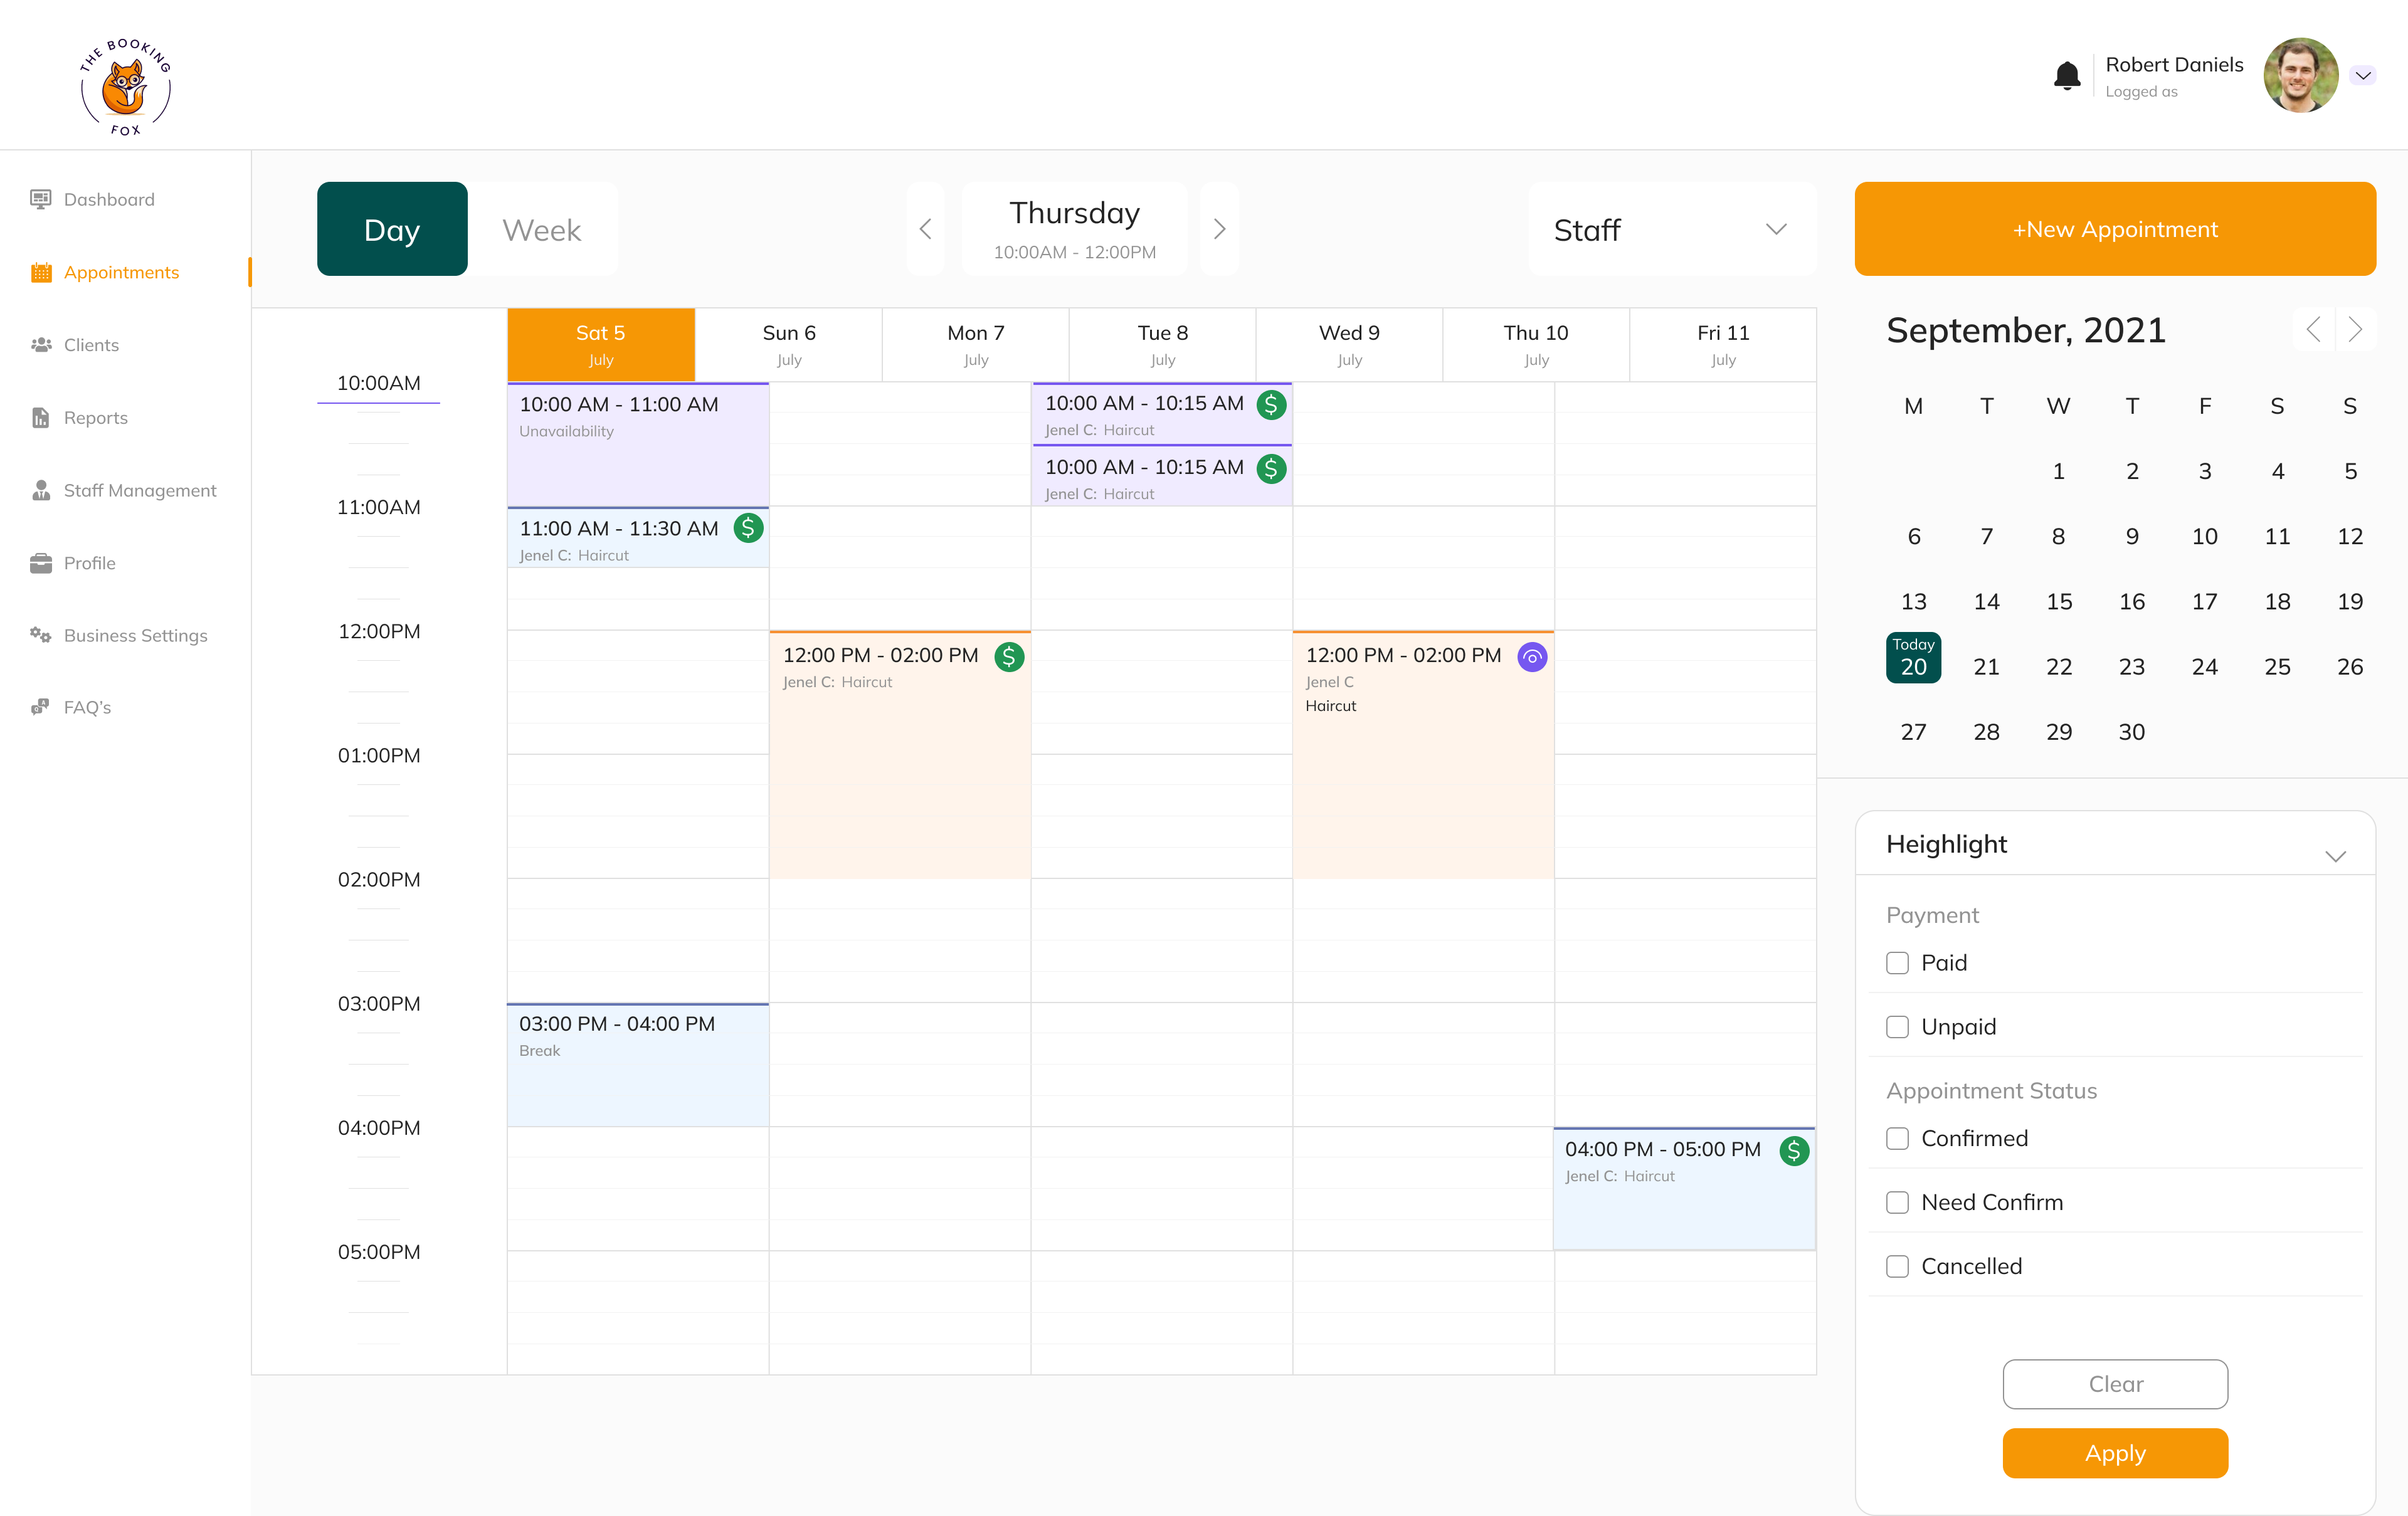 THE BOOKING
FOX
Robert Daniels
Logged as
Dashboard
Appointments
Clients
Reports
Staff Management
Profile
Business Settings
FAQ's
Day
Week
Thursday
10:00AM - 12:00PM
Staff
+New Appointment
Sat 5
July
Sun 6
July
Mon 7
July
Tue 8
July
Wed 9
July
Thu 10
July
Fri 11
July
10:00AM
11:00AM
12:00PM
01:00PM
02:00PM
03:00PM
04:00PM
05:00PM
10:00 AM - 11:00 AM
Unavailability
11:00 AM - 11:30 AM $
Jenel C: Haircut
03:00 PM - 04:00 PM
Break
12:00 PM - 02:00 PM $
Jenel C: Haircut
10:00 AM - 10:15 AM $
Jenel C: Haircut
10:00 AM - 10:15 AM $
Jenel C: Haircut
12:00 PM - 02:00 PM
Jenel C
Haircut
04:00 PM - 05:00 PM $
Jenel C: Haircut
September, 2021
M T W T F S S
1 2 3 4 5
6 7 8 9 10 11 12
13 14 15 16 17 18 19
Today
20 21 22 23 24 25 26
27 28 29 30
Heighlight
Payment
Paid
Unpaid
Appointment Status
Confirmed
Need Confirm
Cancelled
Clear
Apply